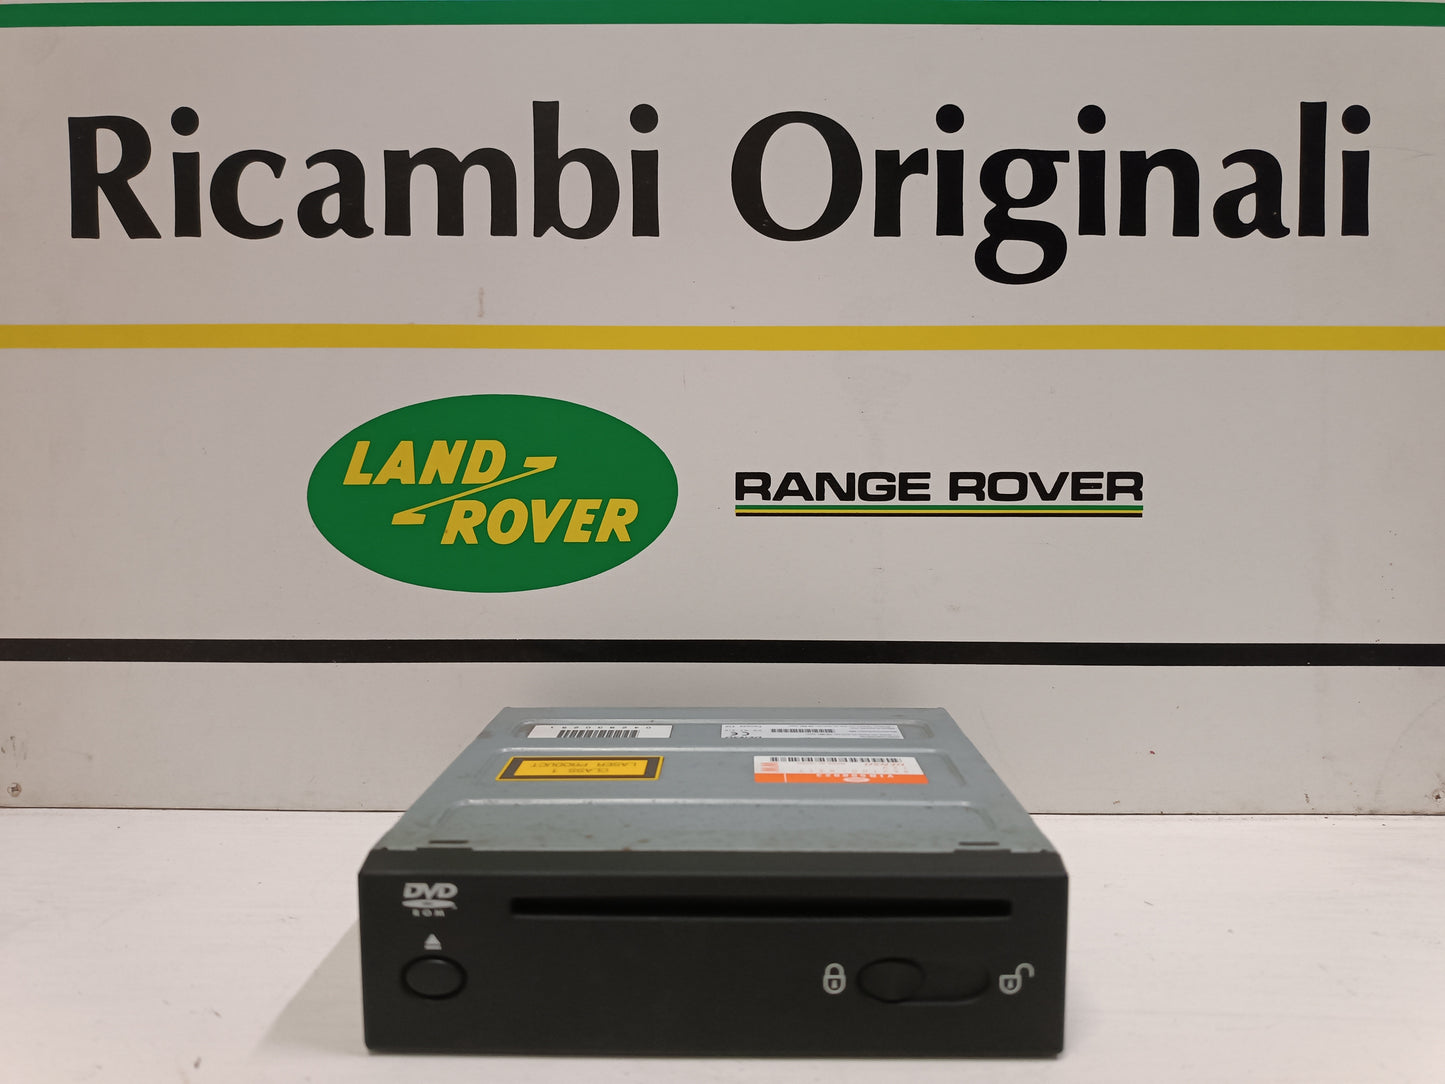 Ricambi Originali
LAND
ROVER
RANGE ROVER
CLASS 1
LASER PRODUCT
DVD
ROM